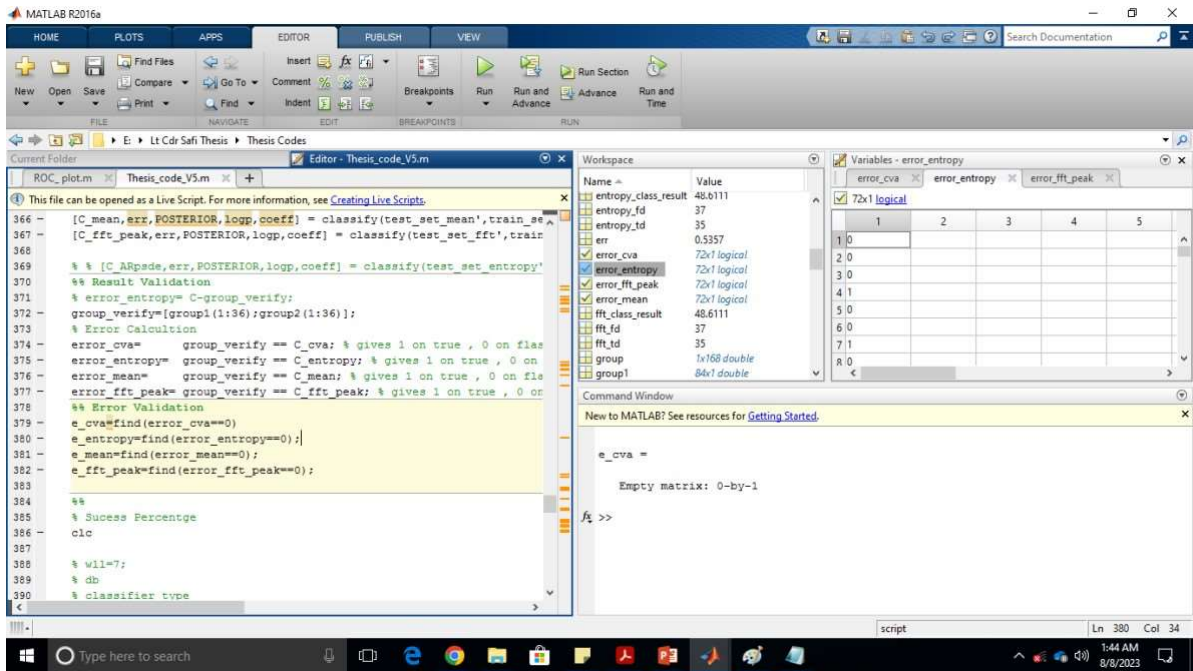 MATLAB R2016a
HOME PLOTS APPS EDITOR PUBLISH VIEW Search Documentation
New Open Save Find Files Compare Print Go To Find Insert fx Comment Indent Breakpoints Run Run and Advance Run Section Advance Run and Time
FILE NAVIGATE EDIT BREAKPOINTS RUN
E: Lt Cdr Safi Thesis Thesis Codes
Current Folder
Editor - Thesis_code_V5.m
ROC_plot.m Thesis_code_V5.m +
This file can be opened as a Live Script. For more information, see Creating Live Scripts.
366 - [C_mean,err,POSTERIOR,logp,coeff] = classify(test_set_mean',train_se
367 - [C_fft_peak,err,POSTERIOR,logp,coeff] = classify(test_set_fft',train
368
369 % % [C_ARpsde,err,POSTERIOR,logp,coeff] = classify(test_set_entropy'
370 %% Result Validation
371 % error_entropy= C-group_verify;
372 - group_verify=[group1(1:36);group2(1:36)];
373 % Error Calcultion
374 - error_cva= group_verify == C_cva; % gives 1 on true , 0 on flas
375 - error_entropy= group_verify == C_entropy; % gives 1 on true , 0 on
376 - error_mean= group_verify == C_mean; % gives 1 on true , 0 on fla
377 - error_fft_peak= group_verify == C_fft_peak; % gives 1 on true , 0 on
378 %% Error Validation
379 - e_cva=find(error_cva==0)
380 - e_entropy=find(error_entropy==0);
381 - e_mean=find(error_mean==0);
382 - e_fft_peak=find(error_fft_peak==0);
383
384 %%
385 % Sucess Percentge
386 - clc
387
388 % wll=7;
389 % db
390 % classifier type
Workspace
Name Value
entropy_class_result 48.6111
entropy_fd 37
entropy_td 35
err 0.5357
error_cva 72x1 logical
error_entropy 72x1 logical
error_fft_peak 72x1 logical
error_mean 72x1 logical
fft_class_result 48.6111
fft_fd 37
fft_td 35
group 1x168 double
group1 84x1 double
Variables - error_entropy
error_cva error_entropy error_fft_peak
72x1 logical
1 2 3 4 5
1 0
2 0
3 0
4 1
5 0
6 0
7 1
8 0
Command Window
New to MATLAB? See resources for Getting Started.
e_cva =
Empty matrix: 0-by-1
fx >>
script Ln 380 Col 34
Type here to search
1:44 AM
8/8/2023